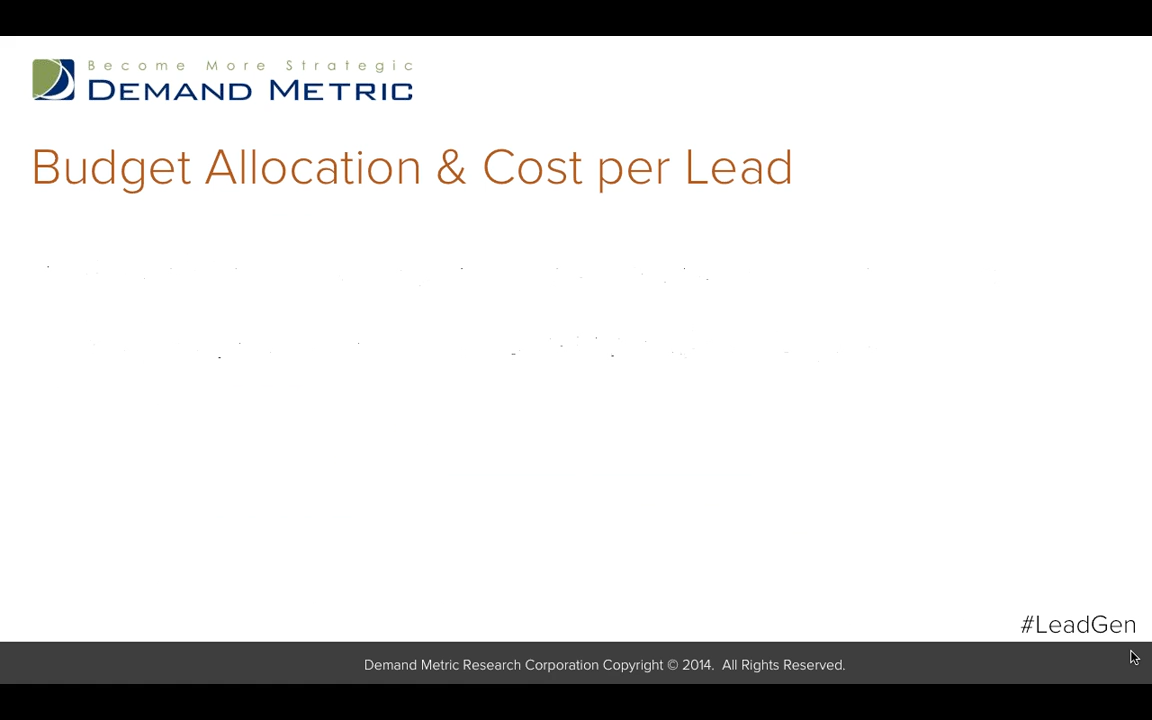 Become More Strategic
DEMAND METRIC
Budget Allocation & Cost per Lead
#LeadGen
Demand Metric Research Corporation Copyright © 2014. All Rights Reserved.